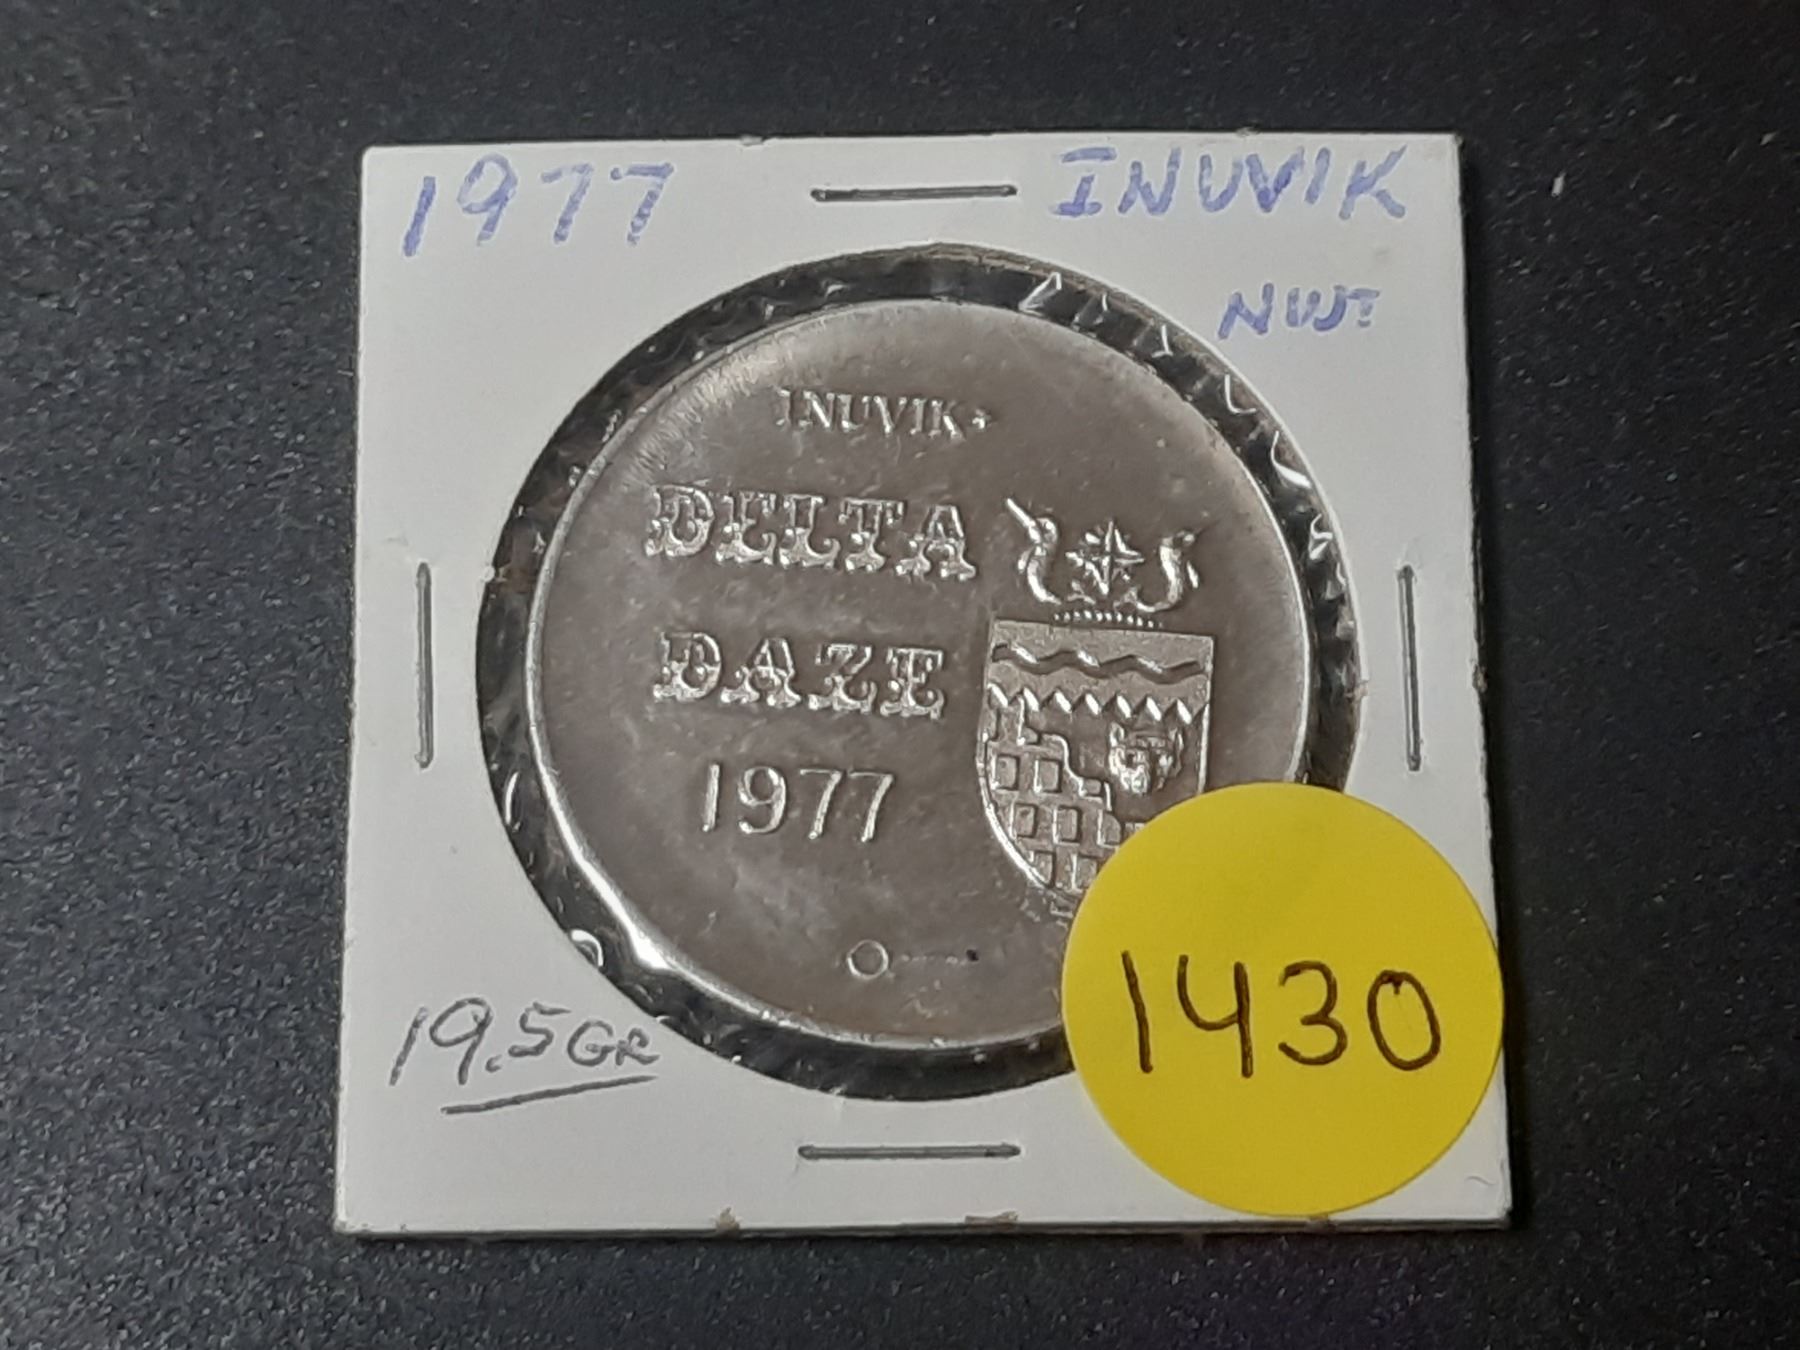 1977
INUVIK
NWT
INUVIK
DELTA
DAZE
1977
19.5GR
1430